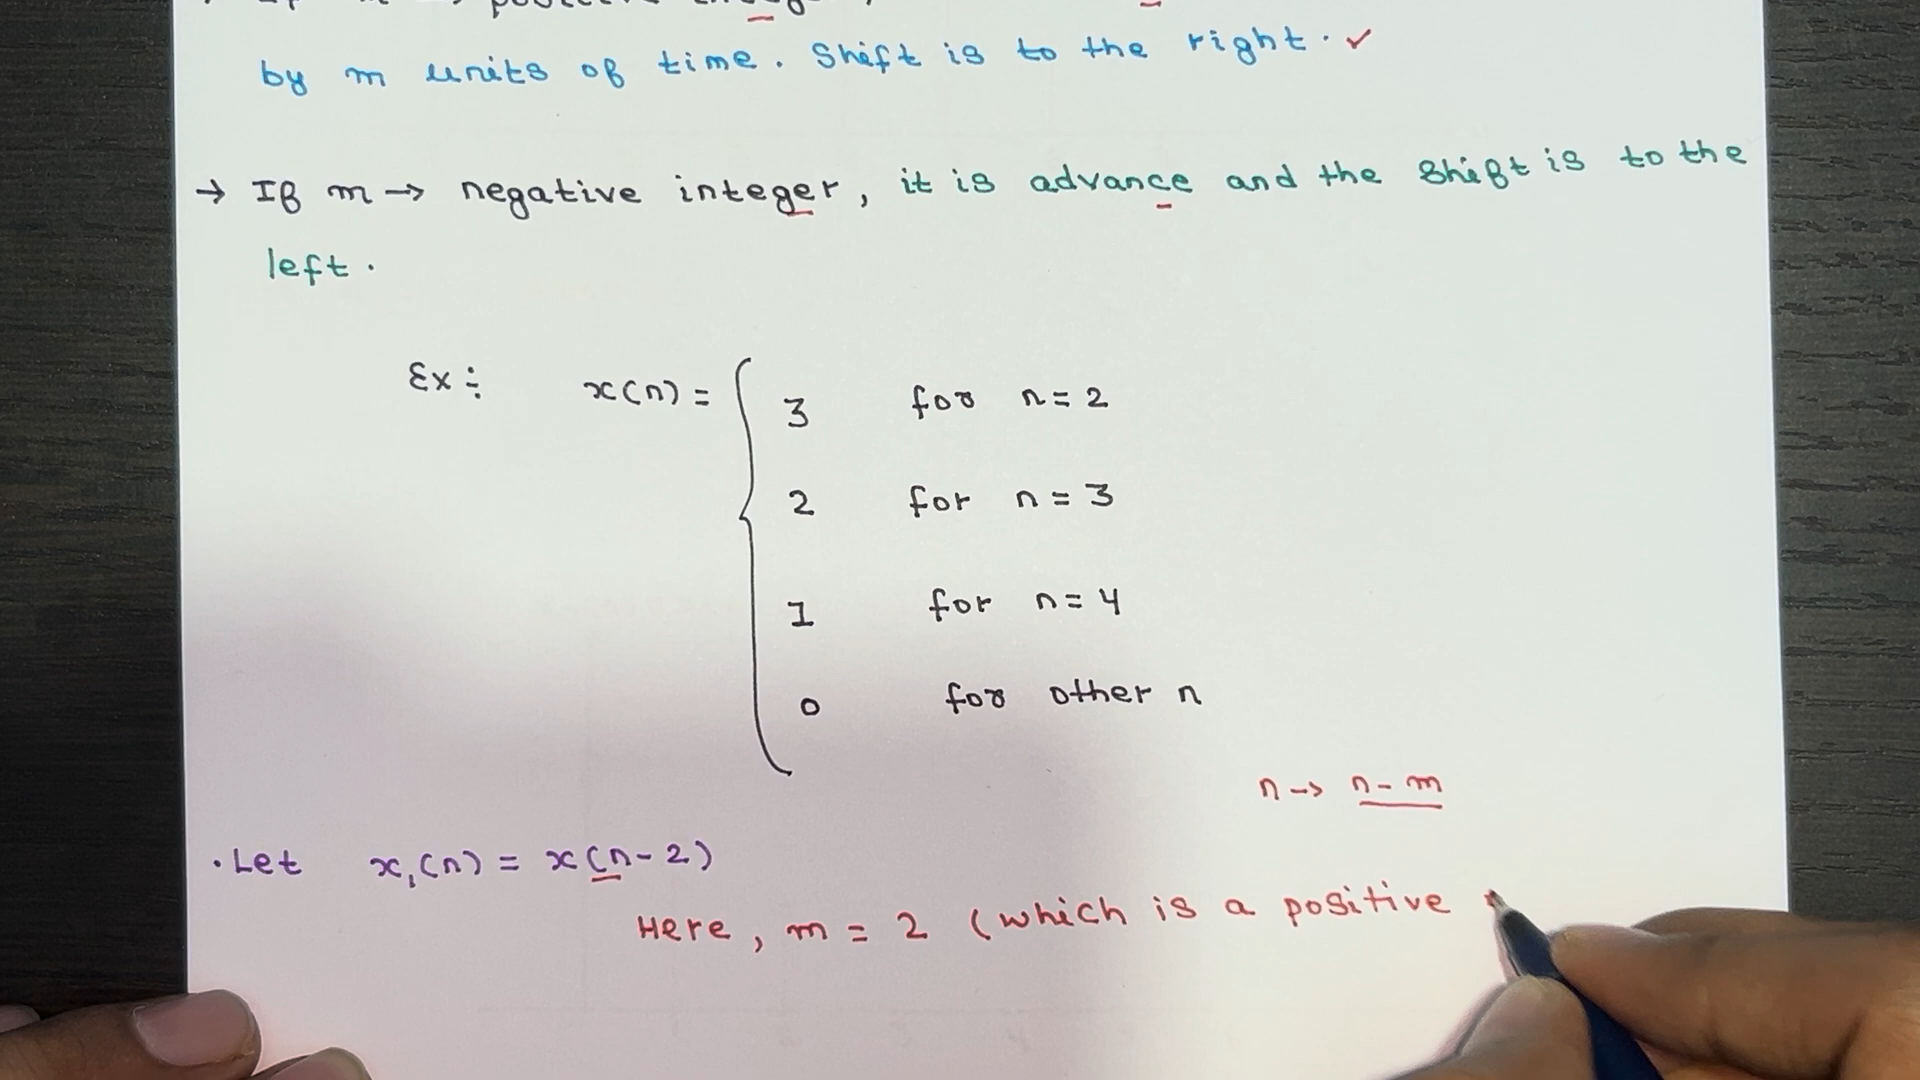 by m units of time. Shift is to the right. ✓
→ If m → negative integer, it is advance and the shift is to the
left.
Ex: x(n) = { 3 for n = 2
2 for n = 3
1 for n = 4
0 for other n
n → n - m
. Let x₁(n) = x(n - 2)
Here, m = 2 (which is a positive